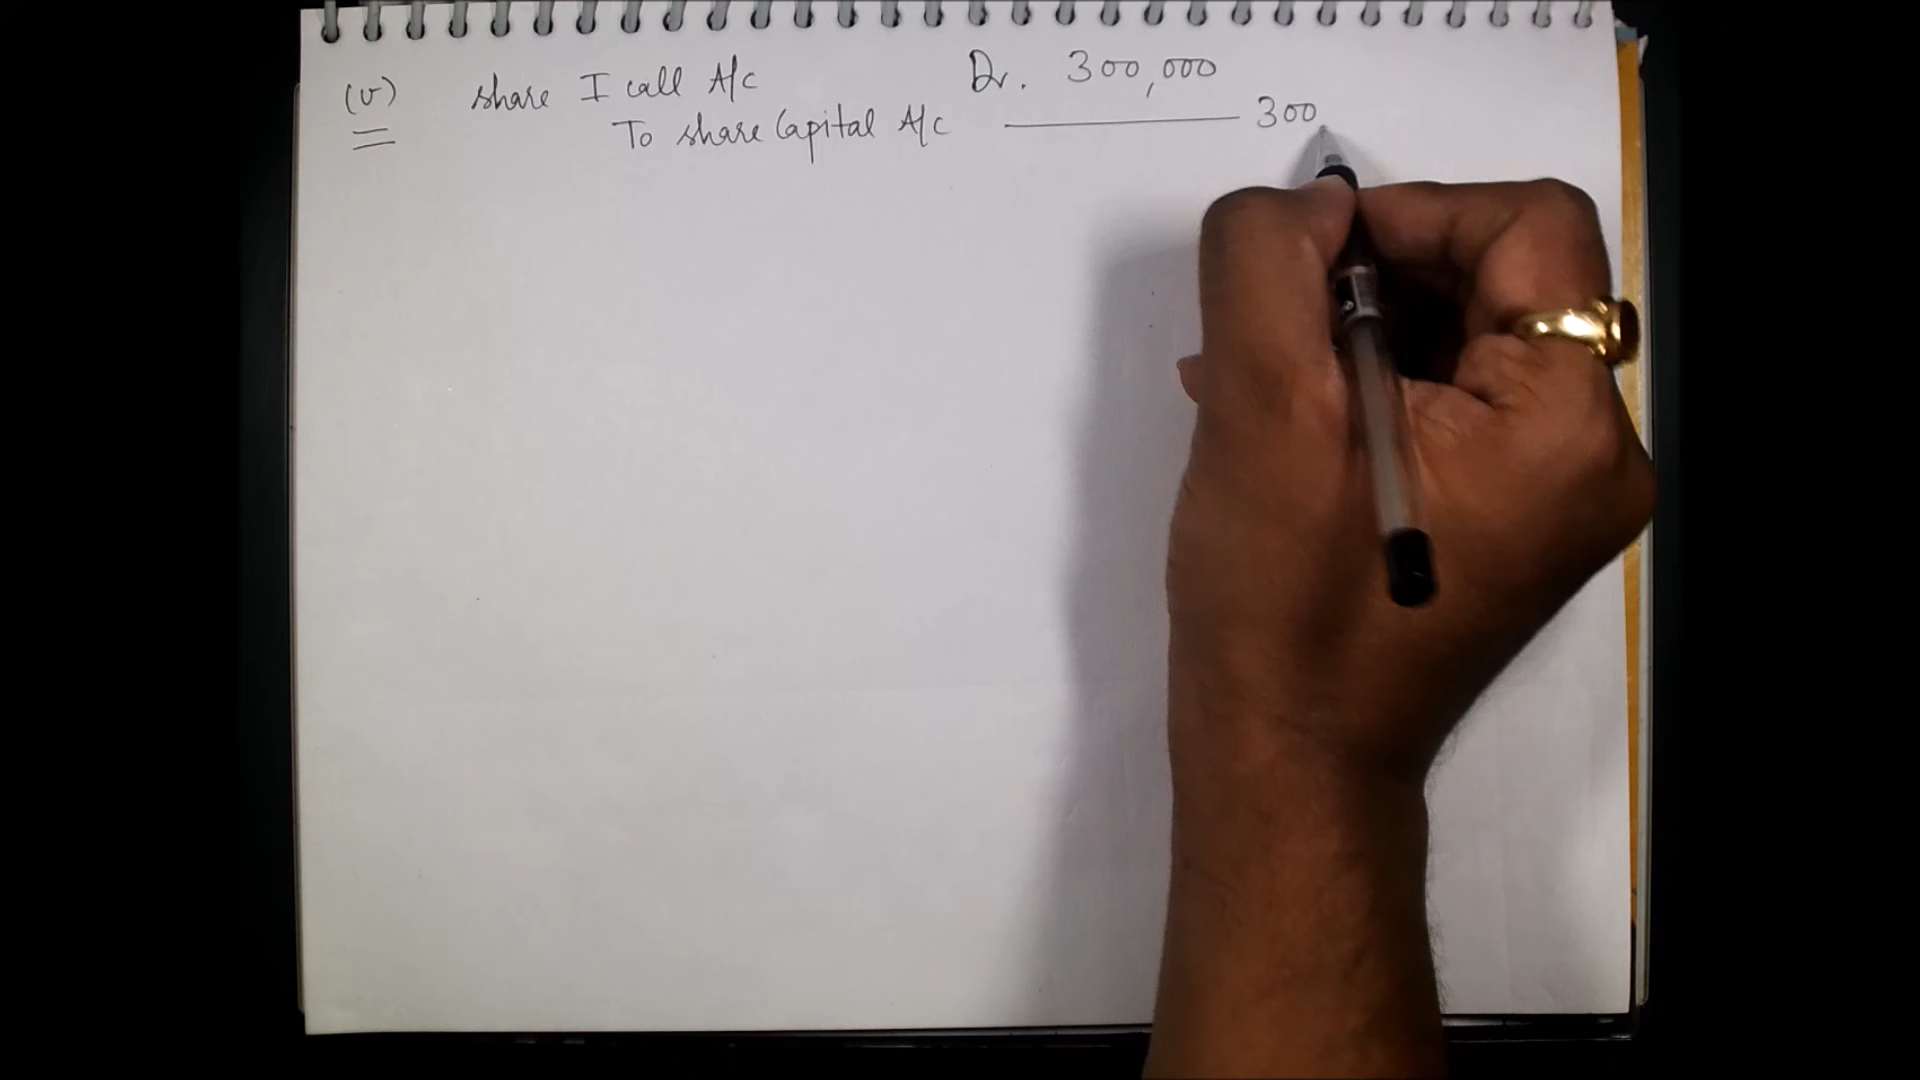 (v) share I call A/c Dr. 300,000
To share Capital A/c ———— 300,